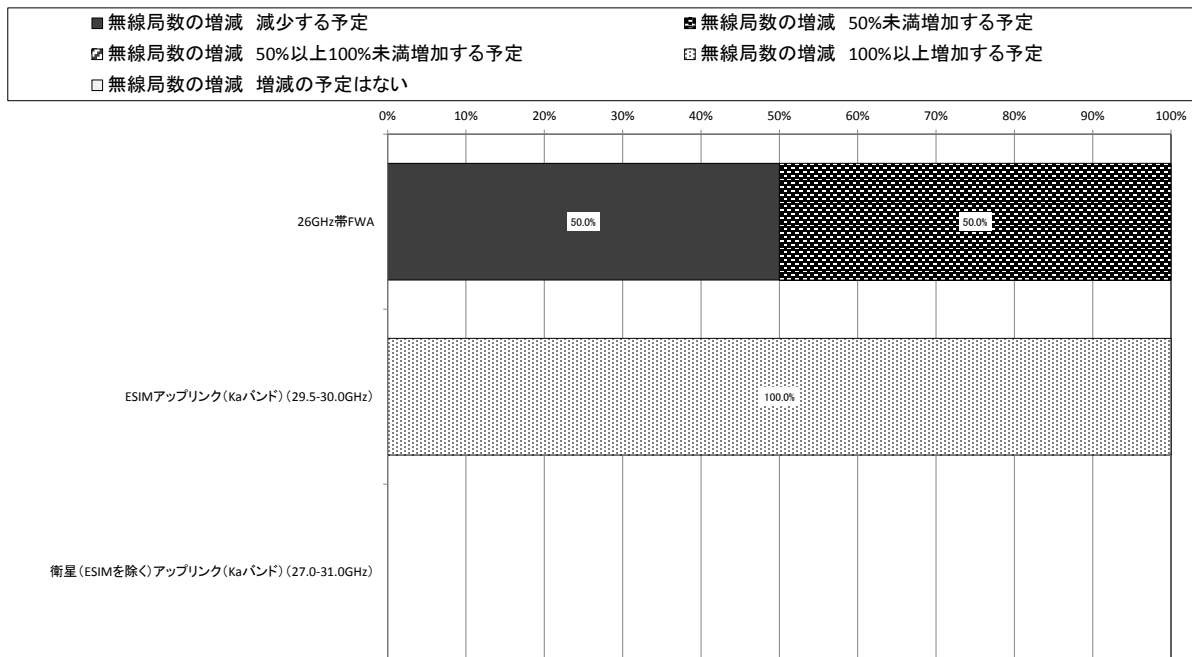 無線局数の増減 減少する予定
無線局数の増減 50%未満増加する予定
無線局数の増減 50%以上100%未満増加する予定
無線局数の増減 100%以上増加する予定
無線局数の増減 増減の予定はない
0% 10% 20% 30% 40% 50% 60% 70% 80% 90% 100%
26GHz帯FWA
50.0% 50.0%
ESIMアップリンク(Kaバンド)(29.5-30.0GHz)
100.0%
衛星(ESIMを除く)アップリンク(Kaバンド)(27.0-31.0GHz)